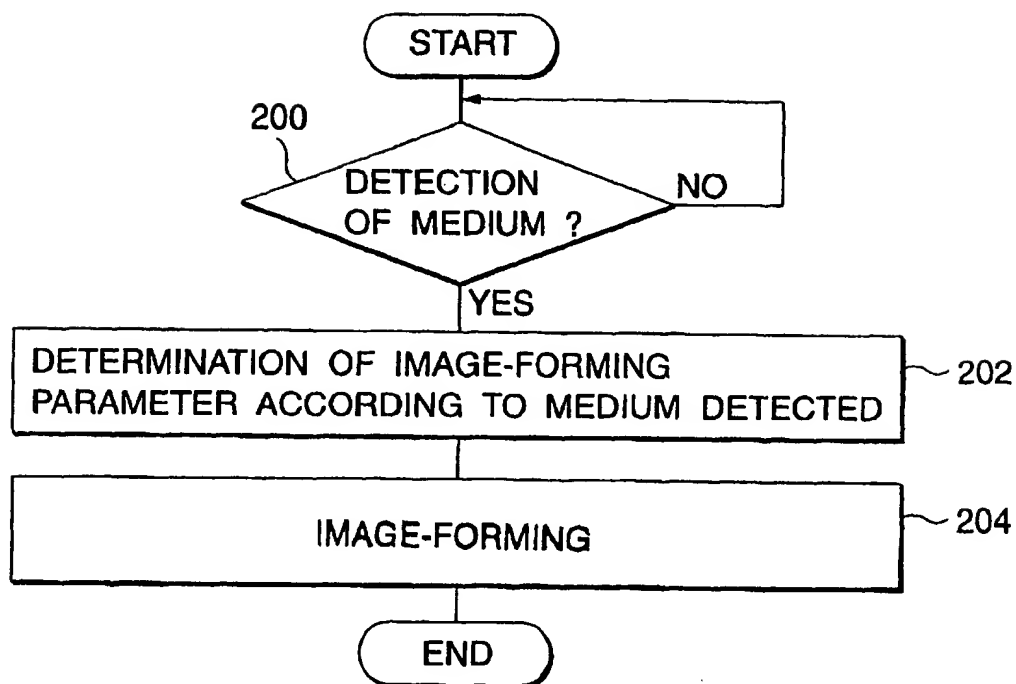 START
200
DETECTION
OF MEDIUM ?
NO
YES
DETERMINATION OF IMAGE-FORMING
PARAMETER ACCORDING TO MEDIUM DETECTED
202
IMAGE-FORMING
204
END